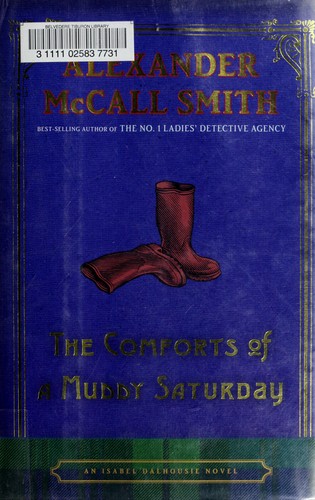 BELVEDERE TIBURON LIBRARY
3 1111 02583 7731
ALEXANDER
McCALL SMITH
BEST-SELLING AUTHOR OF THE NO. 1 LADIES' DETECTIVE AGENCY
THE COMFORTS of
A MUDDY SATURDAY
AN ISABEL DALHOUSIE NOVEL